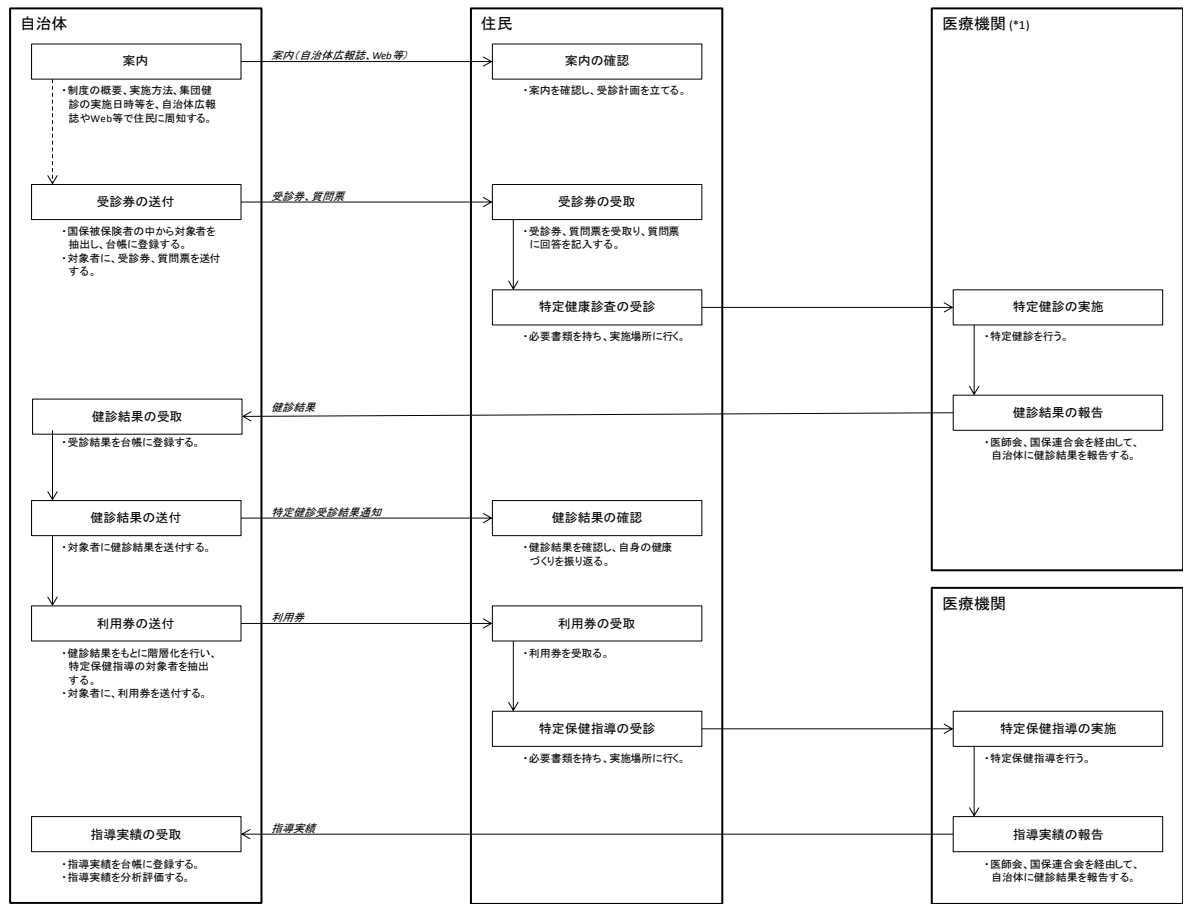 自治体
住民
医療機関 (*1)
案内
案内（自治体広報誌、Web等）
案内の確認
・制度の概要、実施方法、集団健
診の実施日時等を、自治体広報
誌やWeb等で住民に周知する。
・案内を確認し、受診計画を立てる。
受診券の送付
受診券、質問票
受診券の受取
・国保被保険者の中から対象者を
抽出し、台帳に登録する。
・対象者に、受診券、質問票を送付
する。
・受診券、質問票を受取り、質問票
に回答を記入する。
特定健康診査の受診
特定健診の実施
・必要書類を持ち、実施場所に行く。
・特定健診を行う。
健診結果の受取
健診結果
健診結果の報告
・受診結果を台帳に登録する。
・医師会、国保連合会を経由して、
自治体に健診結果を報告する。
健診結果の送付
特定健診受診結果通知
健診結果の確認
・対象者に健診結果を送付する。
・健診結果を確認し、自身の健康
づくりを振り返る。
医療機関
利用券の送付
利用券
利用券の受取
・健診結果をもとに階層化を行い、
特定保健指導の対象者を抽出
する。
・対象者に、利用券を送付する。
・利用券を受取る。
特定保健指導の受診
特定保健指導の実施
・必要書類を持ち、実施場所に行く。
・特定保健指導を行う。
指導実績の受取
指導実績
指導実績の報告
・指導実績を台帳に登録する。
・指導実績を分析評価する。
・医師会、国保連合会を経由して、
自治体に健診結果を報告する。